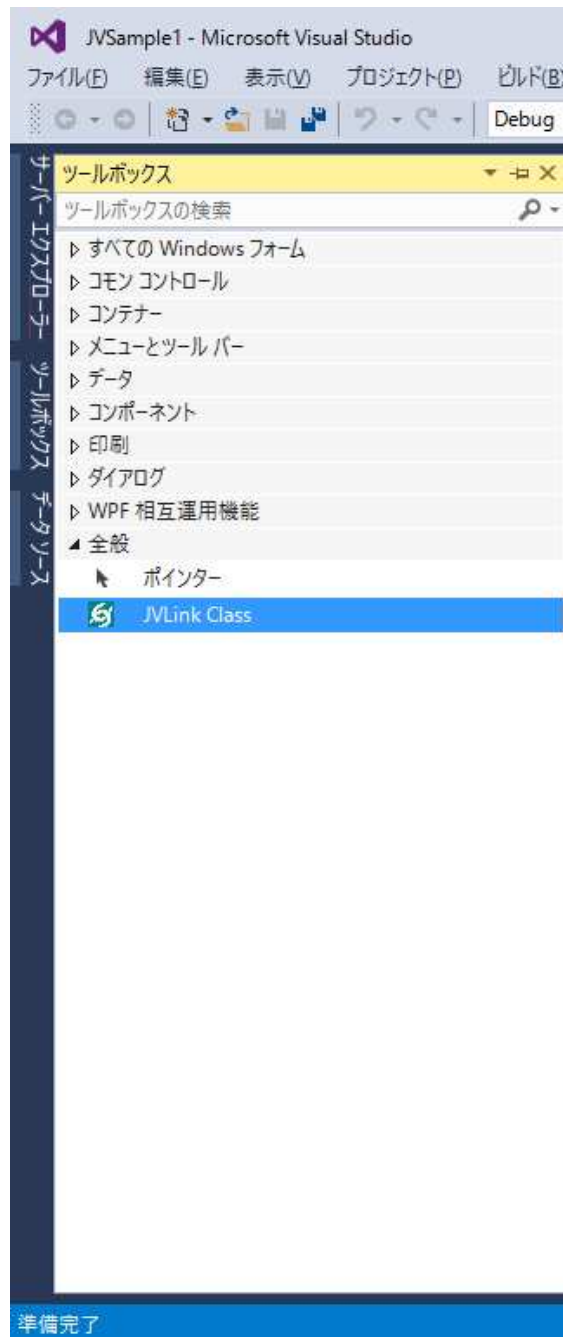 JVSample1 - Microsoft Visual Studio
ファイル(F) 編集(E) 表示(V) プロジェクト(P) ビルド(B)
Debug
サーバー エクスプローラー
ツールボックス
データ ソース
ツールボックス
ツールボックスの検索
すべての Windows フォーム
コモン コントロール
コンテナー
メニューとツール バー
データ
コンポーネント
印刷
ダイアログ
WPF 相互運用機能
全般
ポインター
JVLink Class
準備完了